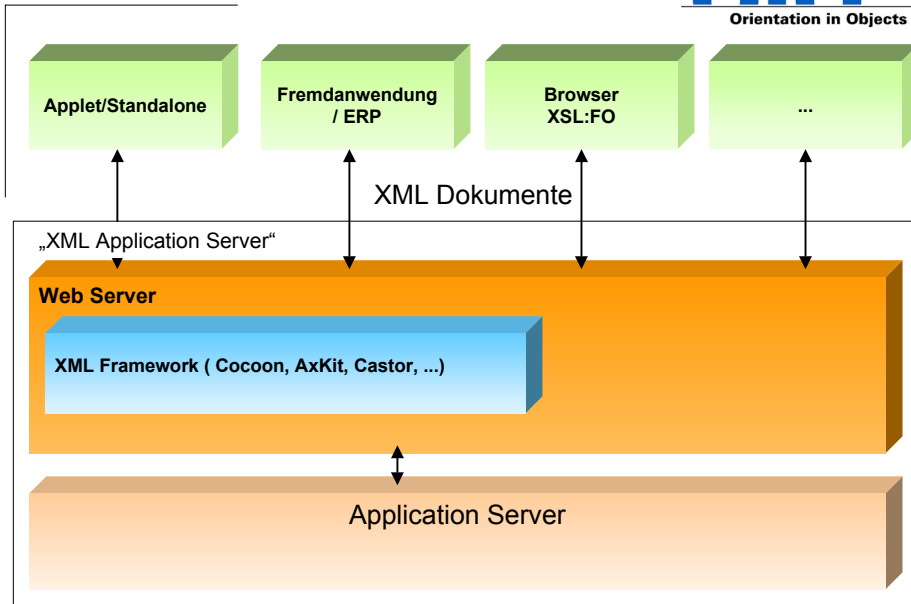 Orientation in Objects
Applet/Standalone
Fremdanwendung
/ ERP
Browser
XSL:FO
...
XML Dokumente
„XML Application Server“
Web Server
XML Framework ( Cocoon, AxKit, Castor, ...)
Application Server